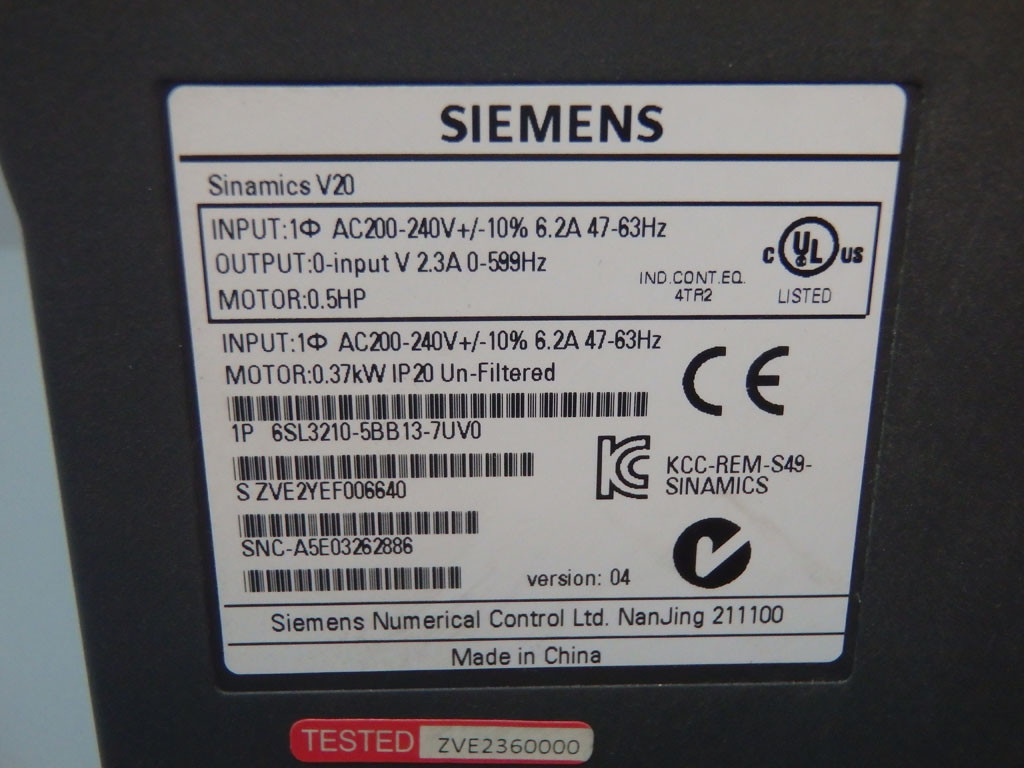 SIEMENS
Sinamics V20
INPUT:1Φ AC200-240V+/-10% 6.2A 47-63Hz
OUTPUT:0-input V 2.3A 0-599Hz
MOTOR:0.5HP
IND.CONT.EQ.
4TR2
C UL US
LISTED
INPUT:1Φ AC200-240V+/-10% 6.2A 47-63Hz
MOTOR:0.37kW IP20 Un-Filtered
CE
1P 6SL3210-5BB13-7UV0
S ZVE2YEF006640
KCC-REM-S49-
SINAMICS
SNC-A5E03262886
version: 04
Siemens Numerical Control Ltd. NanJing 211100
Made in China
TESTED ZVE2360000